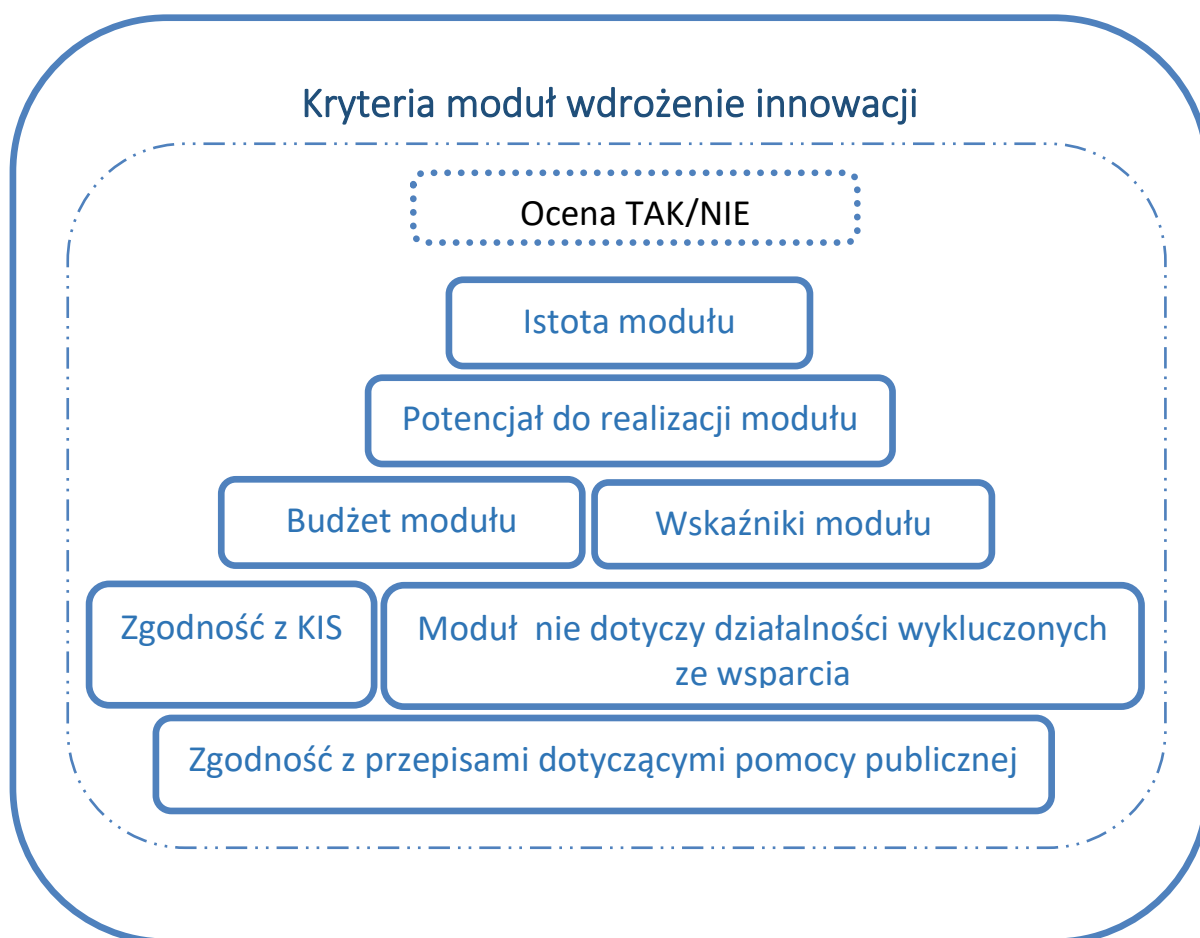 Kryteria moduł wdrożenie innowacji
Ocena TAK/NIE
Istota modułu
Potencjał do realizacji modułu
Budżet modułu
Wskaźniki modułu
Zgodność z KIS
Moduł nie dotyczy działalności wykluczonych
ze wsparcia
Zgodność z przepisami dotyczącymi pomocy publicznej